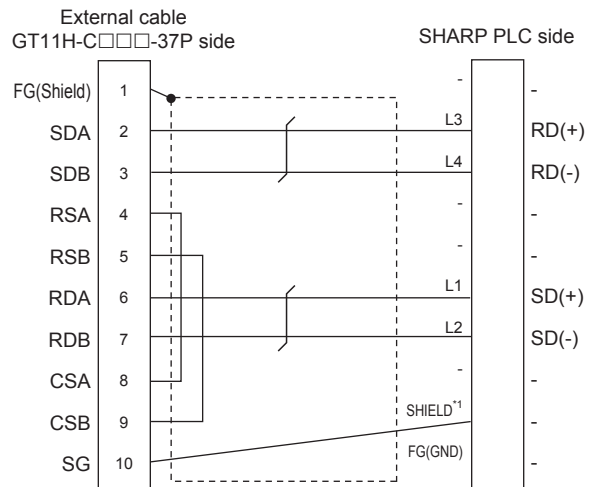 External cable
GT11H-C□□□-37P side
SHARP PLC side
FG(Shield) 1 - -
SDA 2 L3 RD(+)
SDB 3 L4 RD(-)
RSA 4 - -
RSB 5 - -
RDA 6 L1 SD(+)
RDB 7 L2 SD(-)
CSA 8 - -
CSB 9 SHIELD*1 -
SG 10 FG(GND) -